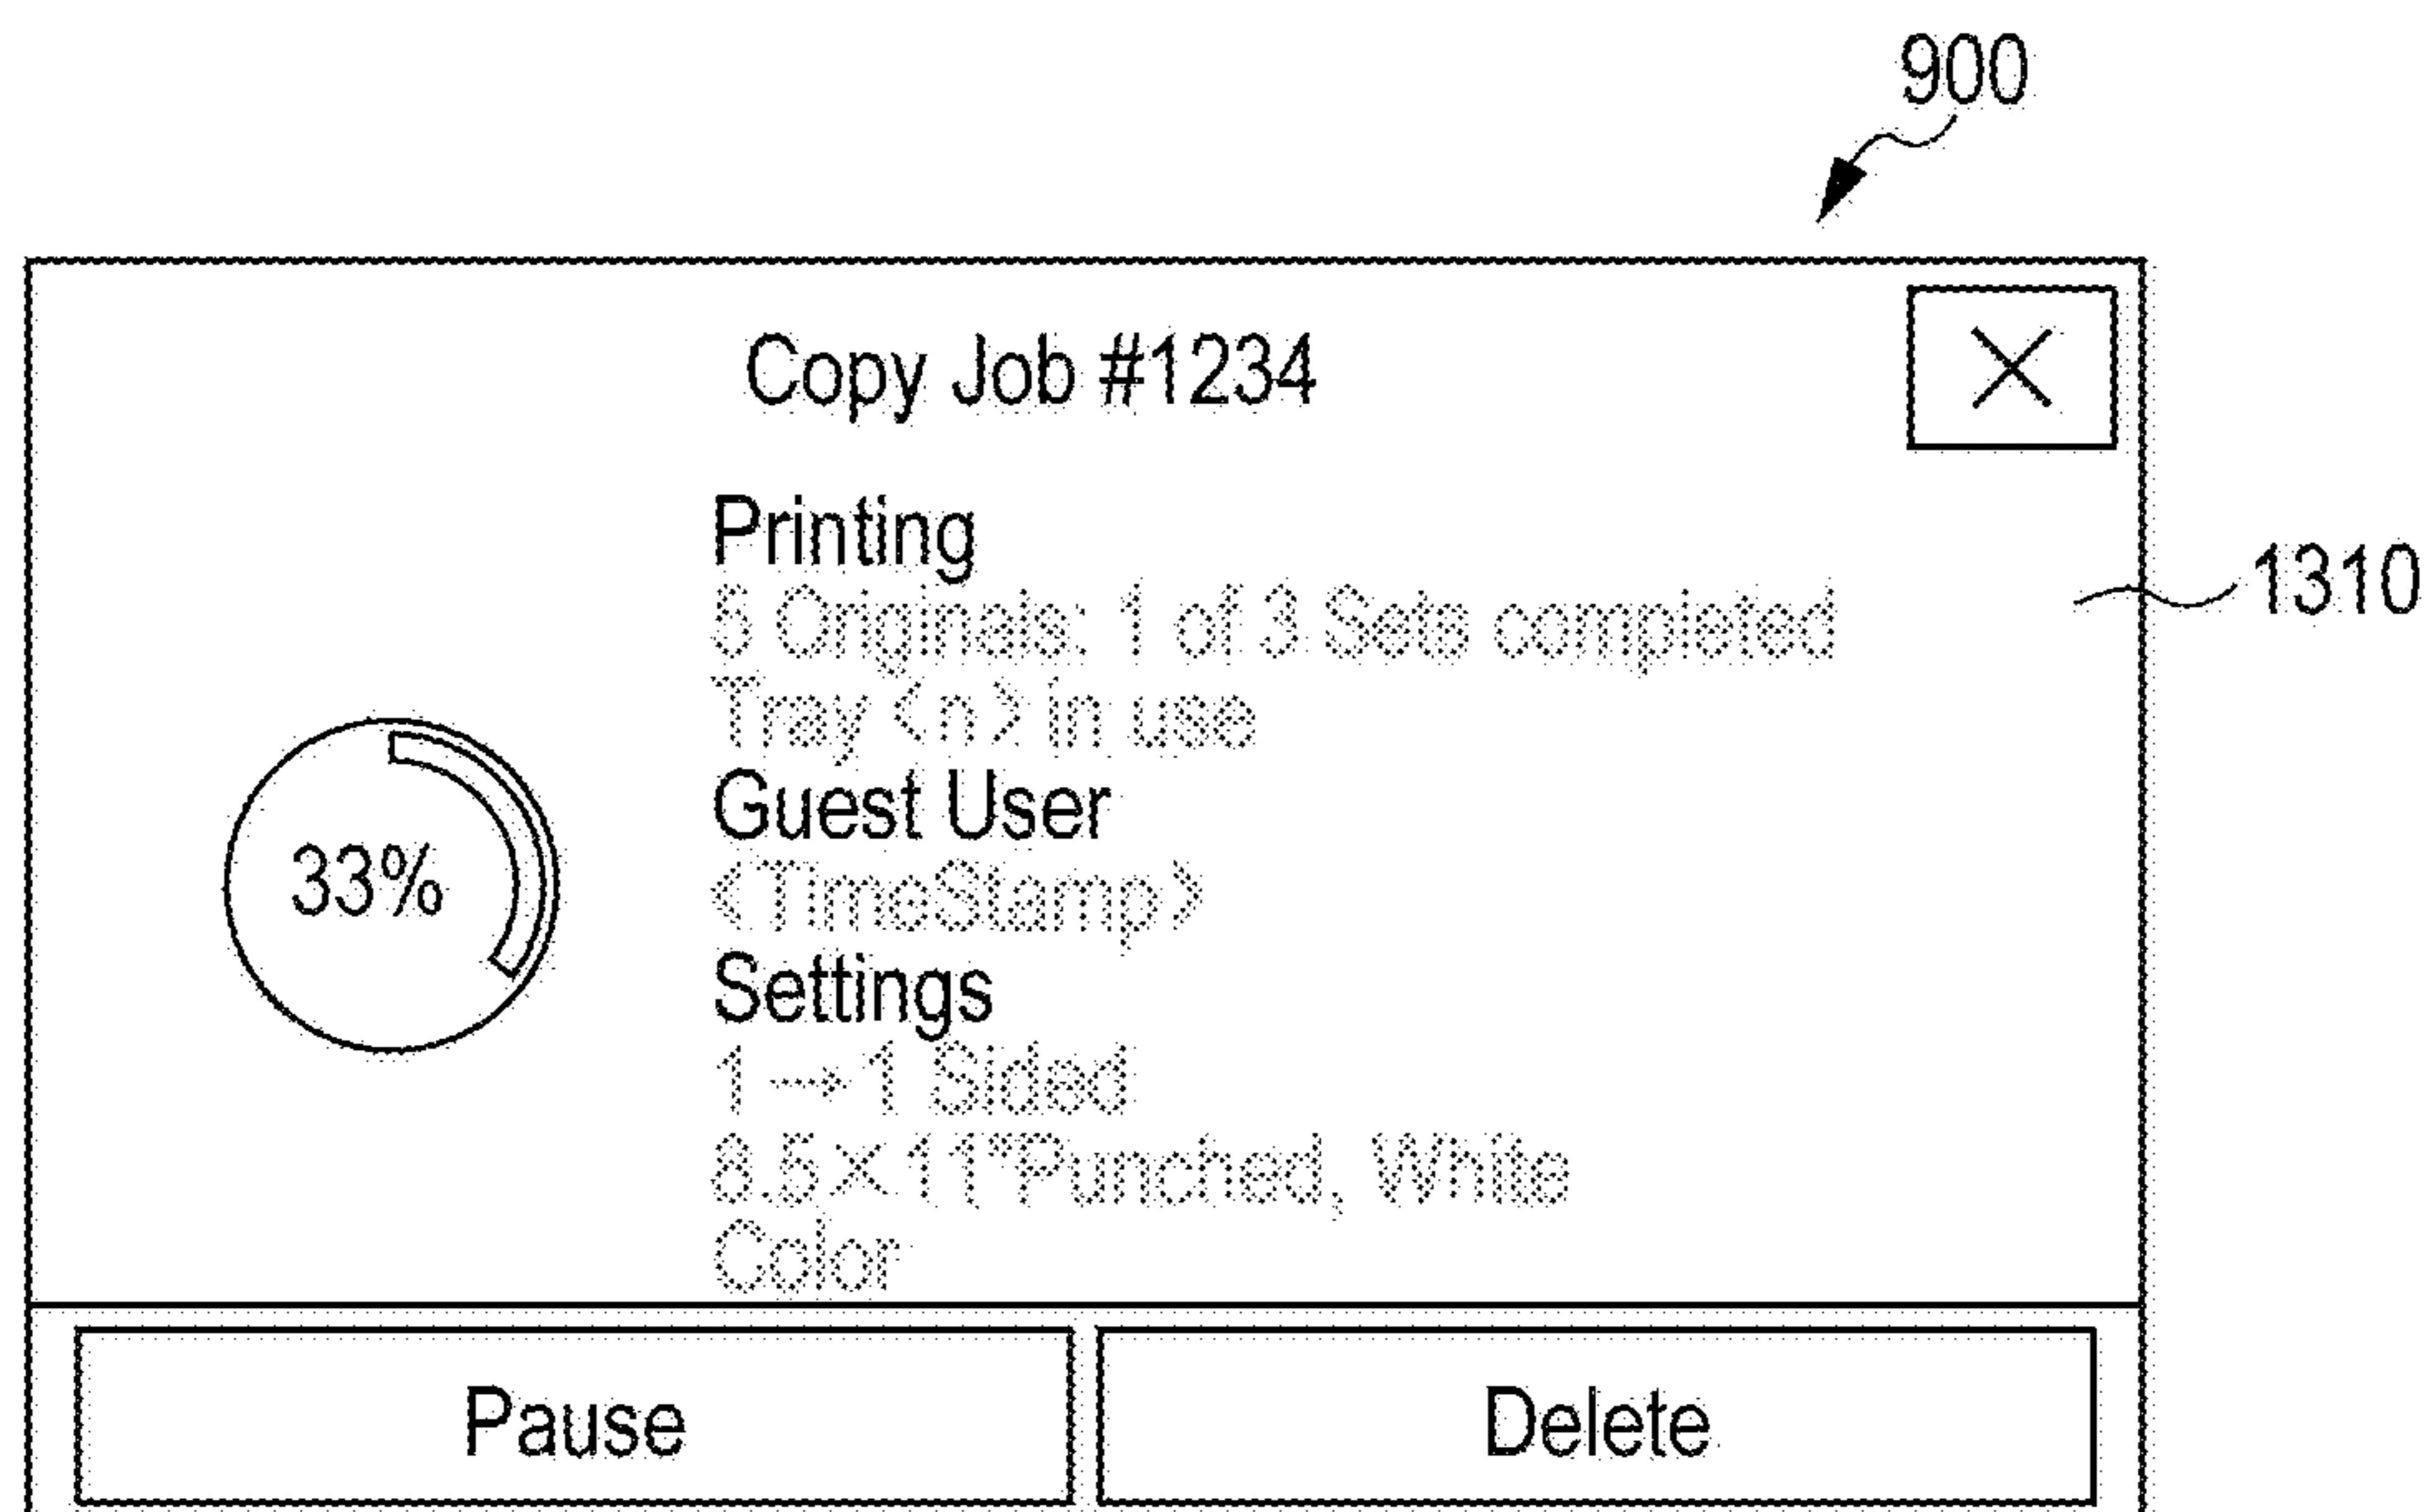 900
Copy Job #1234
Printing
1310
5 Originals: 1 of 3 Sets completed
Tray <n> in use
Guest User
33%
<TimeStamp>
Settings
1→1 Sided
8.5×11"Punched, White
Color
Pause
Delete